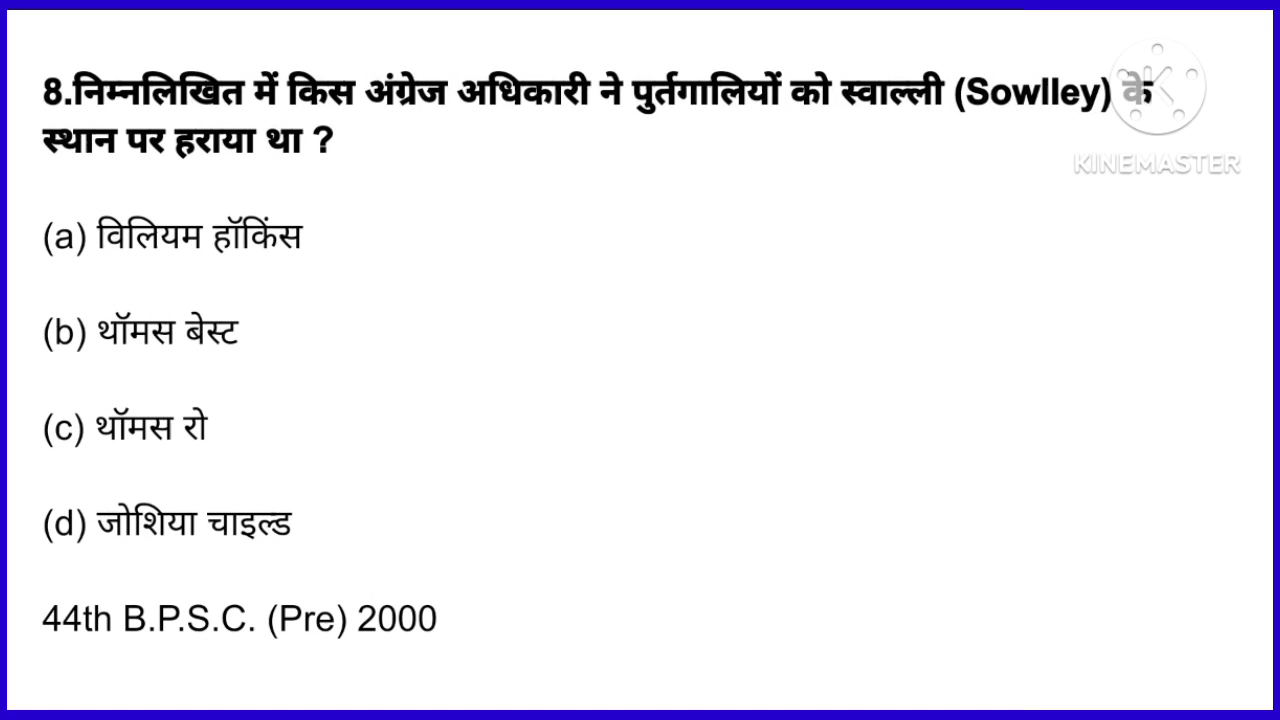 8.निम्नलिखित में किस अंग्रेज अधिकारी ने पुर्तगालियों को स्वाल्ली (Sowlley) के
स्थान पर हराया था ?
KINEMASTER
(a) विलियम हॉकिंस
(b) थॉमस बेस्ट
(c) थॉमस रो
(d) जोशिया चाइल्ड
44th B.P.S.C. (Pre) 2000